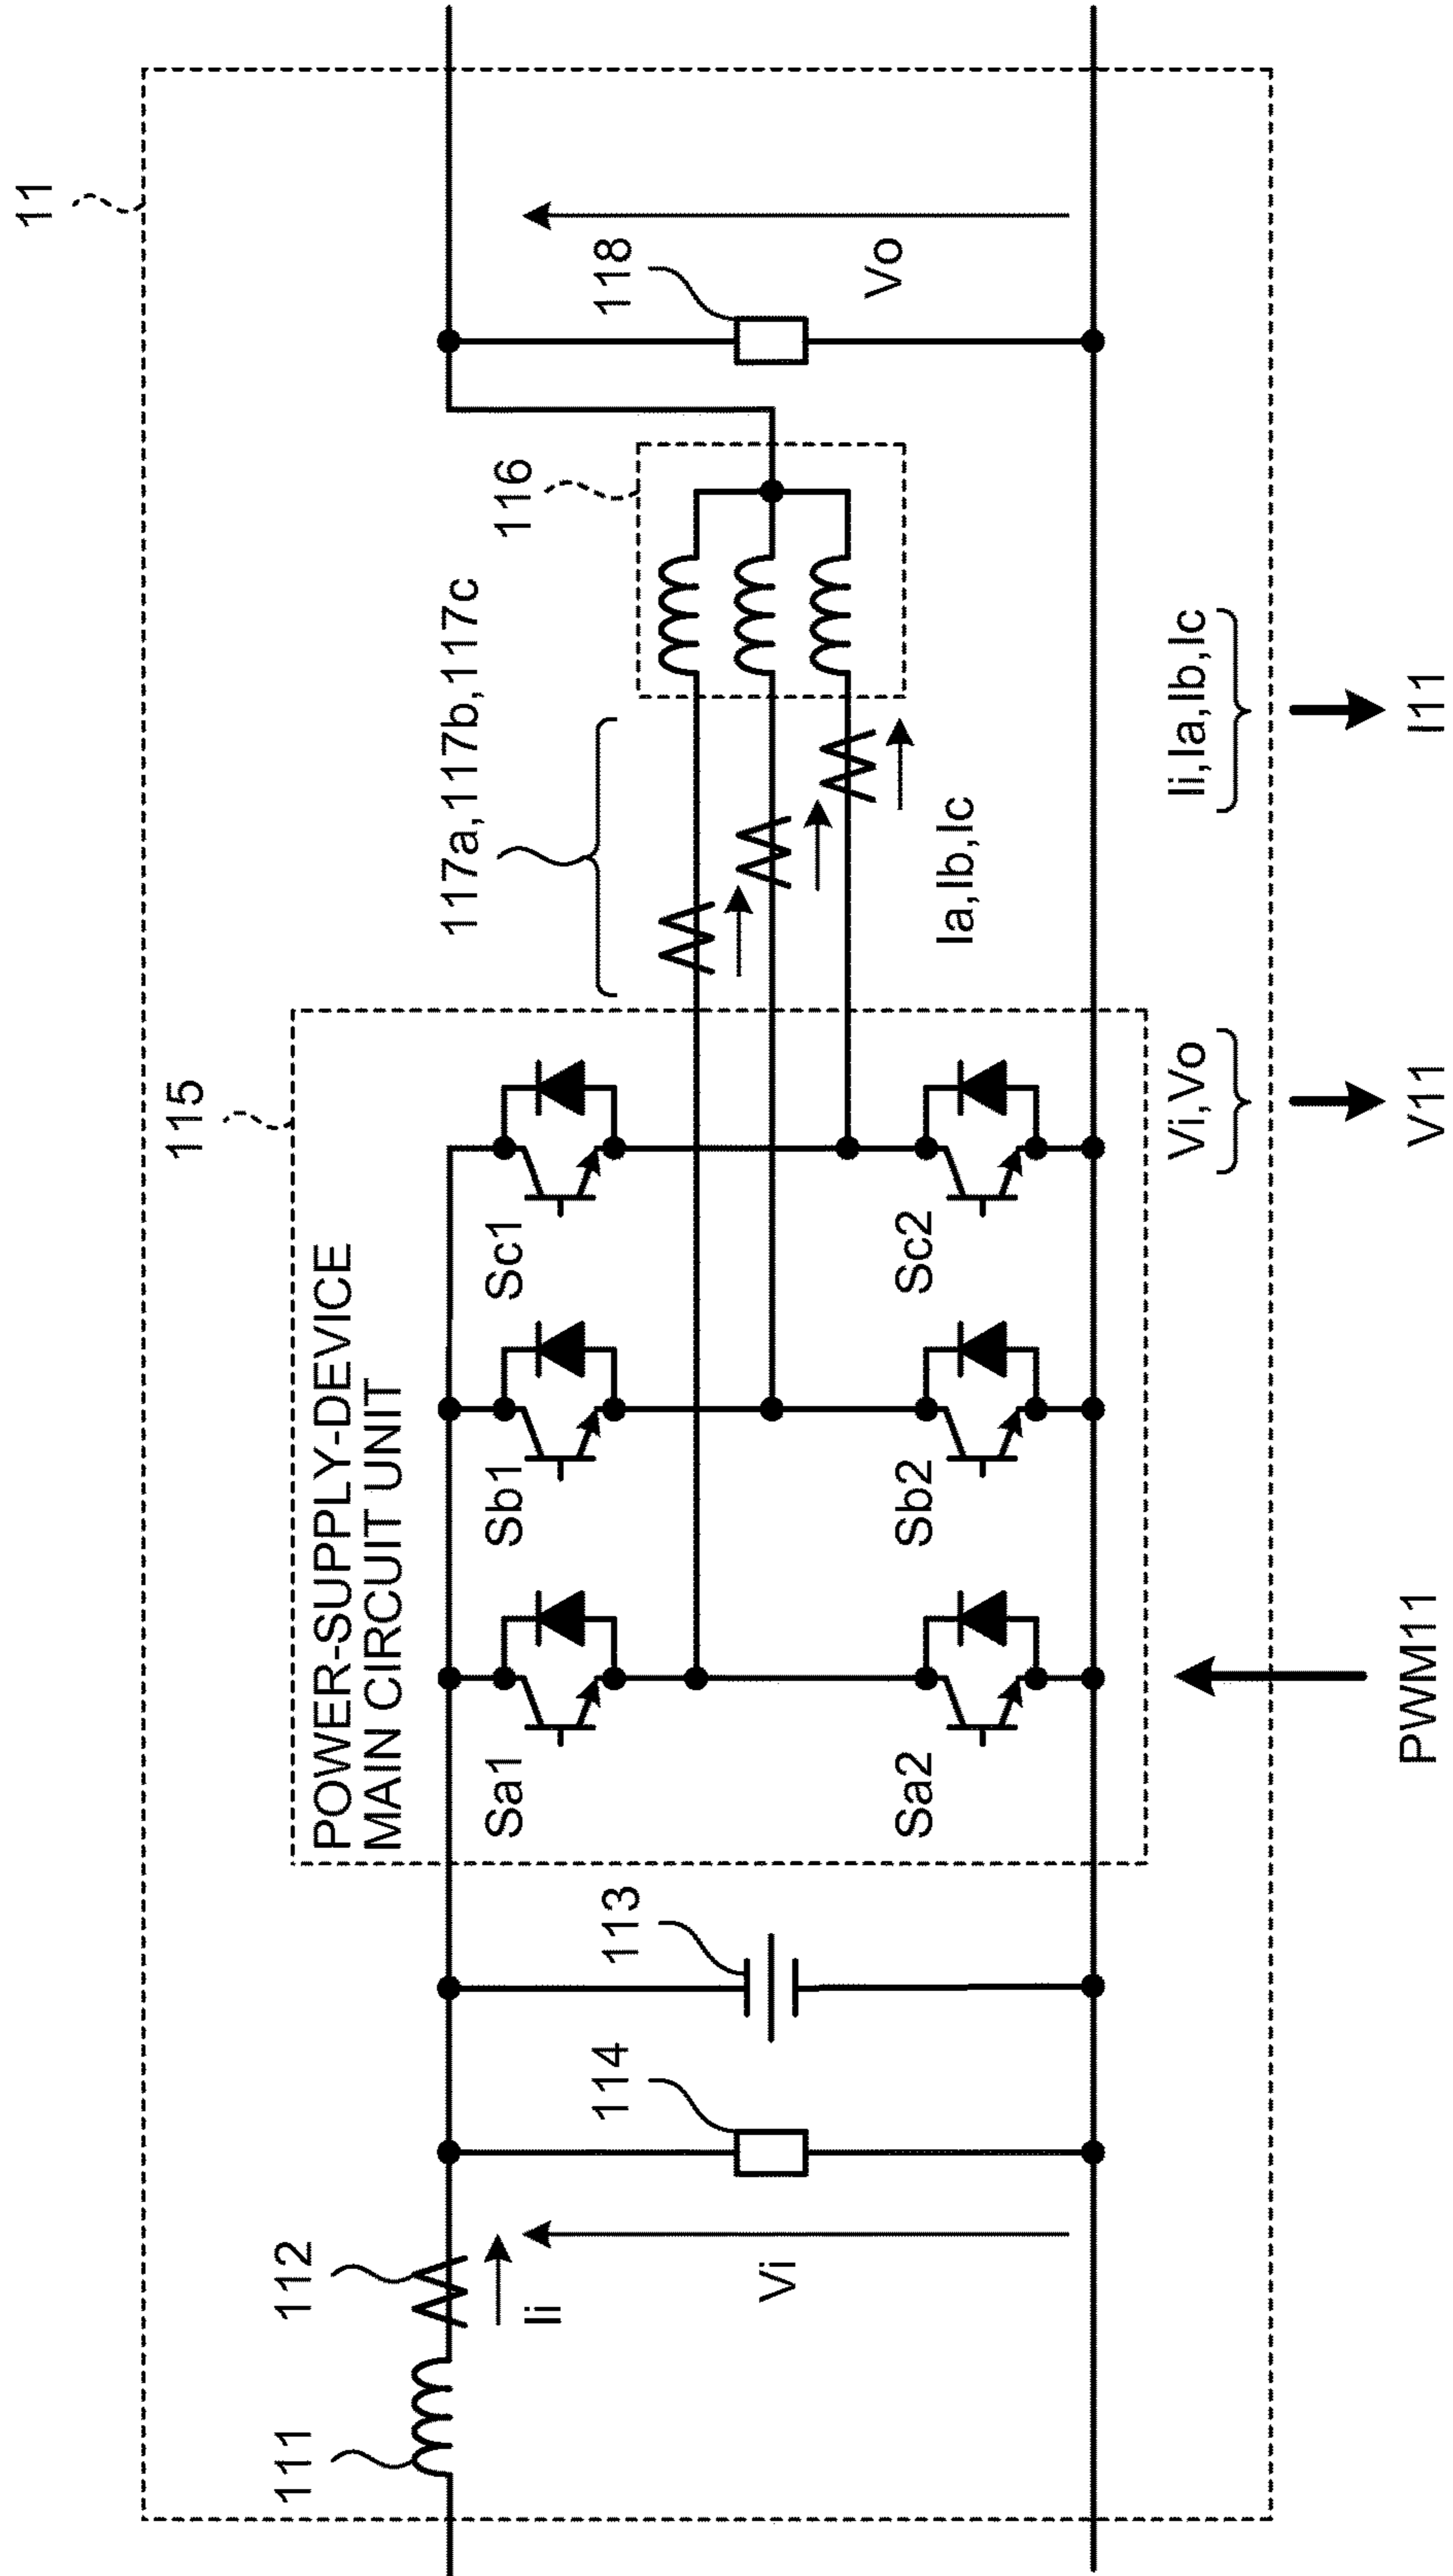 11
115
POWER-SUPPLY-DEVICE
MAIN CIRCUIT UNIT
111
112
Ii
Vi
114
113
Sa1
Sb1
Sc1
Sa2
Sb2
Sc2
117a,117b,117c
Ia,Ib,Ic
116
118
Vo
Vi,Vo
Ii,Ia,Ib,Ic
PWM11
V11
I11